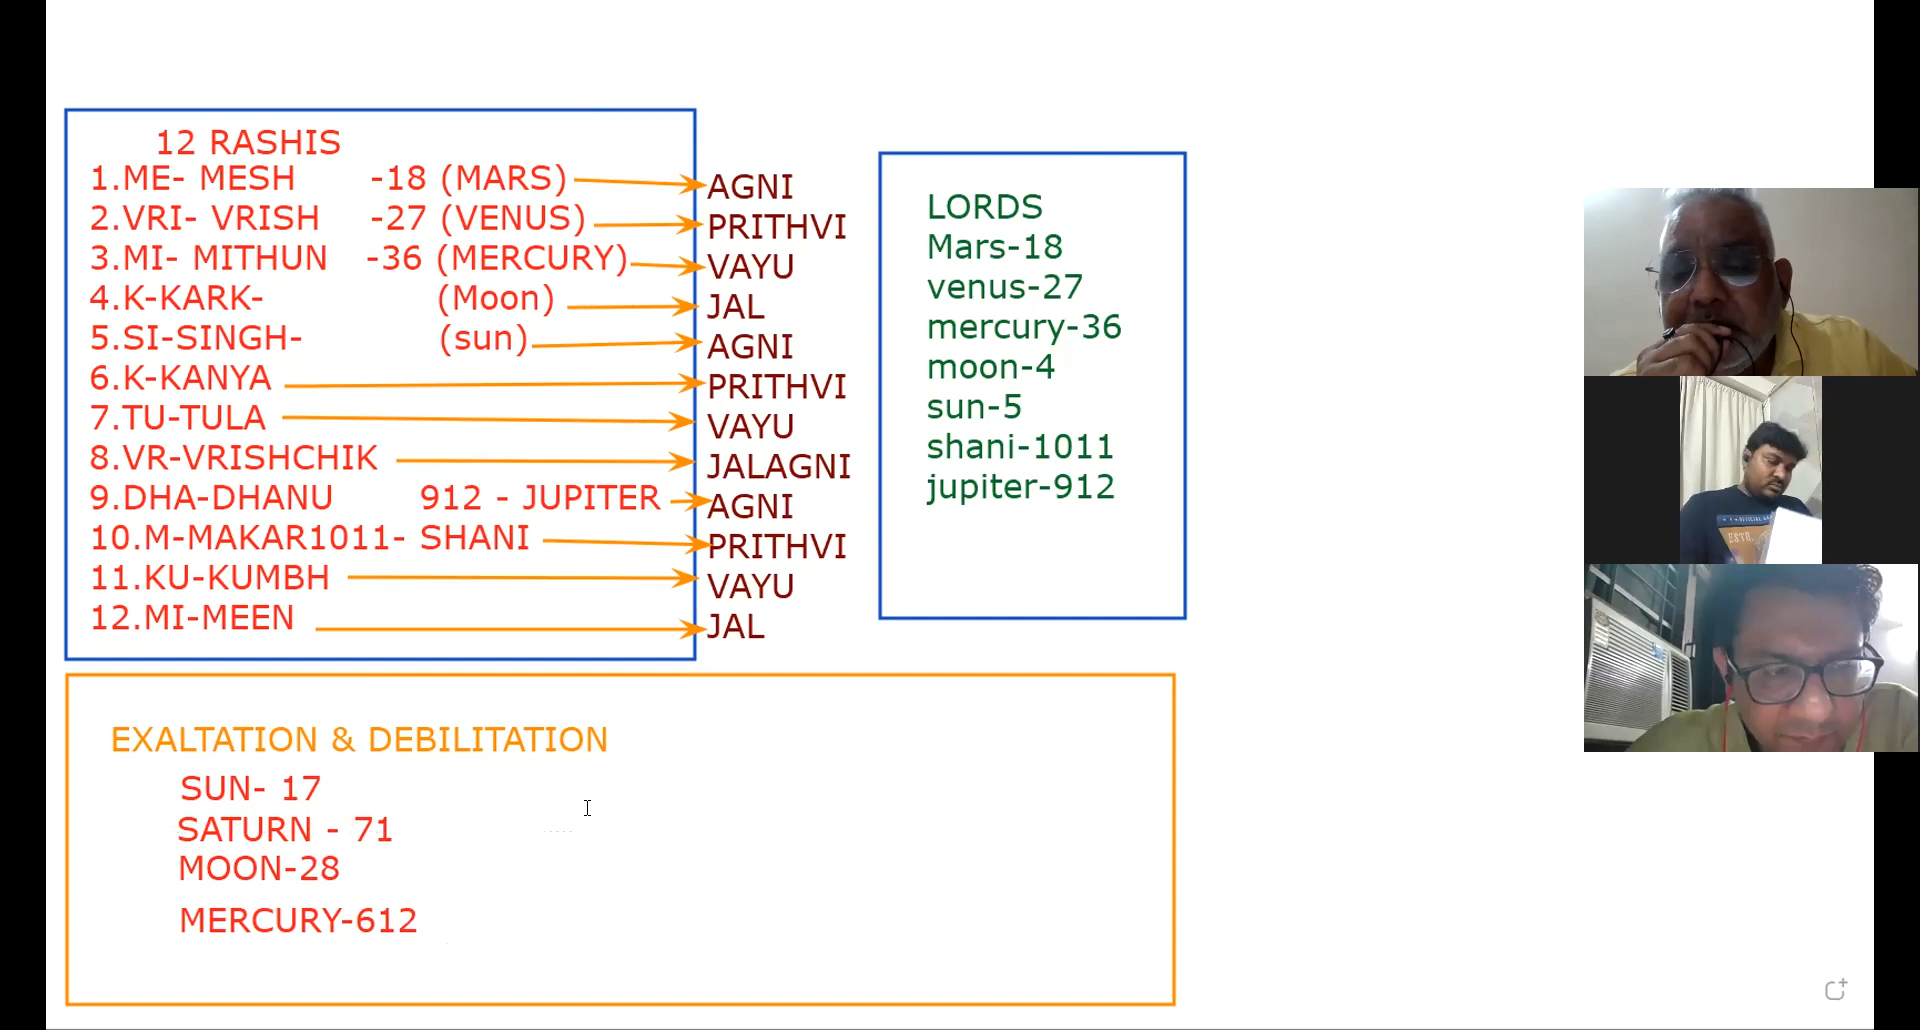 12 RASHIS
1.ME- MESH -18 (MARS) AGNI
2.VRI- VRISH -27 (VENUS) PRITHVI
3.MI- MITHUN -36 (MERCURY) VAYU
4.K-KARK- (Moon) JAL
5.SI-SINGH- (sun) AGNI
6.K-KANYA PRITHVI
7.TU-TULA VAYU
8.VR-VRISHCHIK JALAGNI
9.DHA-DHANU 912 - JUPITER AGNI
10.M-MAKAR1011- SHANI PRITHVI
11.KU-KUMBH VAYU
12.MI-MEEN JAL
LORDS
Mars-18
venus-27
mercury-36
moon-4
sun-5
shani-1011
jupiter-912
EXALTATION & DEBILITATION
SUN- 17
SATURN - 71
MOON-28
MERCURY-612